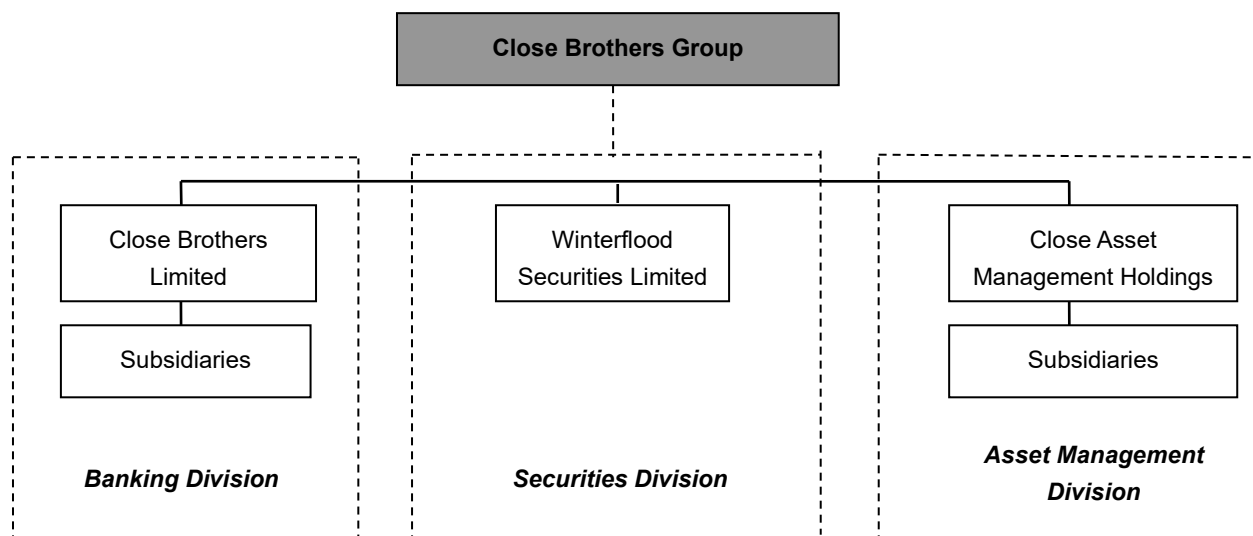 Close Brothers Group
Close Brothers
Limited
Subsidiaries
Banking Division
Winterflood
Securities Limited
Securities Division
Close Asset
Management Holdings
Subsidiaries
Asset Management
Division